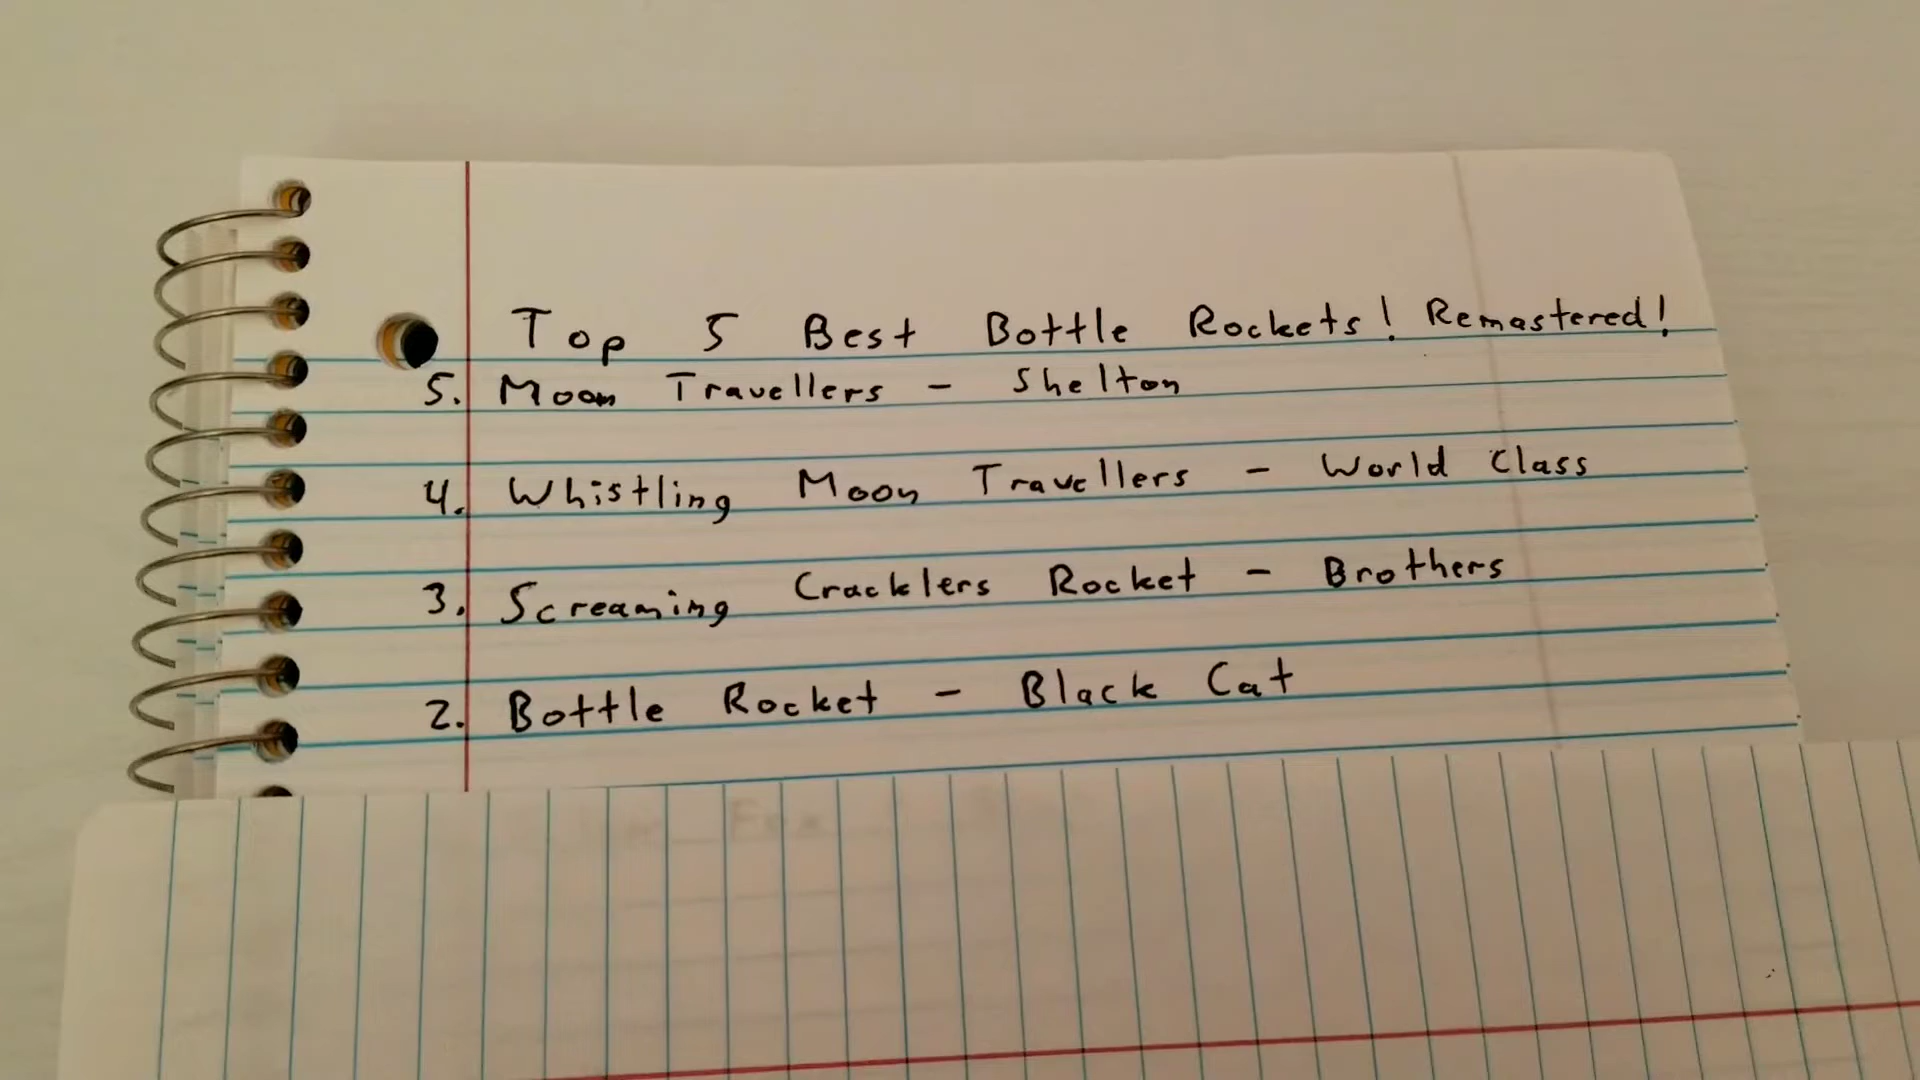 Top 5 Best Bottle Rockets! Remastered!
5. Moon Travellers - Shelton
4. Whistling Moon Travellers - World Class
3. Screaming Cracklers Rocket - Brothers
2. Bottle Rocket - Black Cat